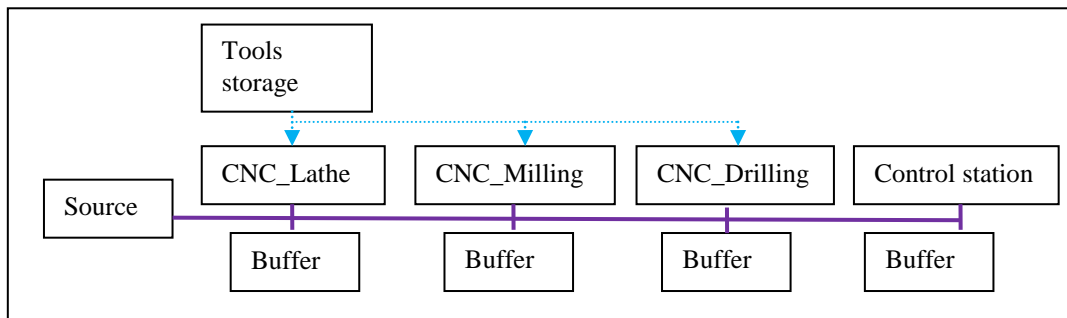 Tools
storage
CNC_Lathe
CNC_Milling
CNC_Drilling
Control station
Source
Buffer
Buffer
Buffer
Buffer